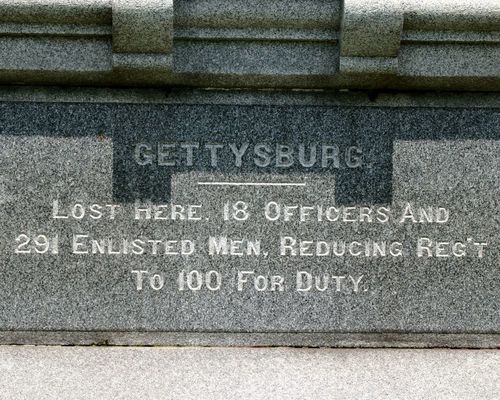 GETTYSBURG.
LOST HERE. 18 OFFICERS AND
291 ENLISTED MEN, REDUCING REG'T
TO 100 FOR DUTY.